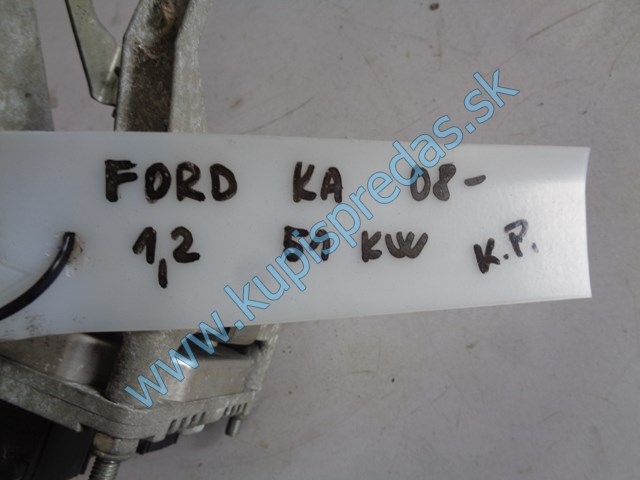 FORD KA 08-
1,2 55 KW K.P.
www.kupispredas.sk